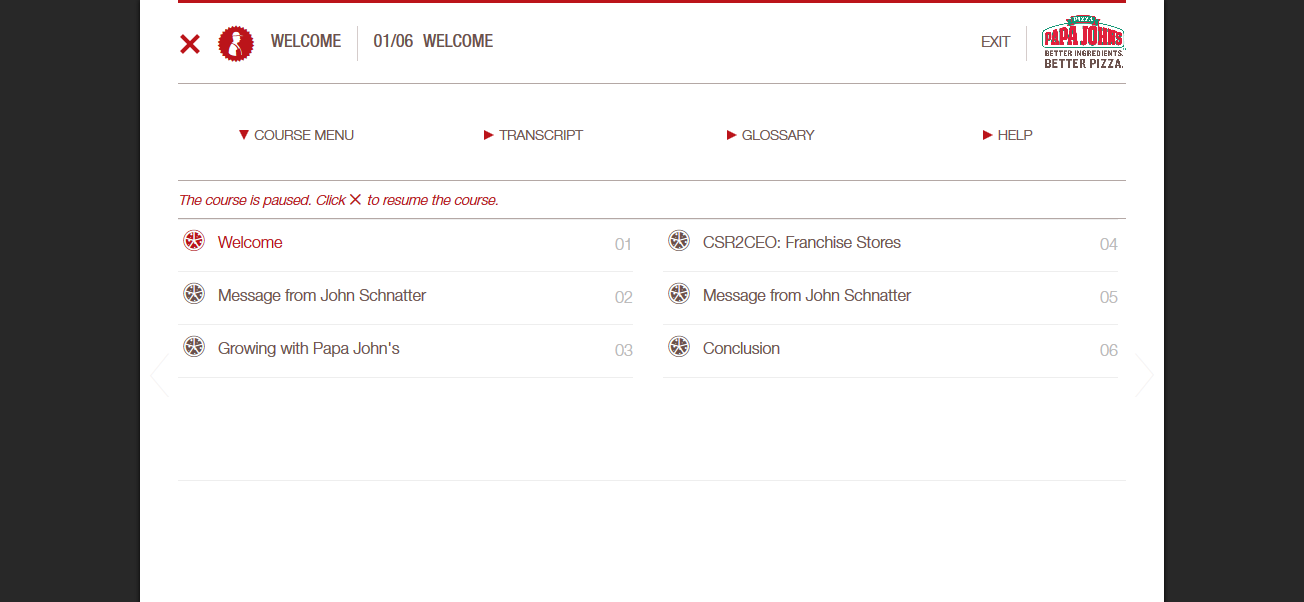 WELCOME 01/06 WELCOME EXIT
PIZZA
PAPA JOHNS
BETTER INGREDIENTS.
BETTER PIZZA.
COURSE MENU TRANSCRIPT GLOSSARY HELP
The course is paused. Click ✕ to resume the course.
Welcome 01
Message from John Schnatter 02
Growing with Papa John's 03
CSR2CEO: Franchise Stores 04
Message from John Schnatter 05
Conclusion 06